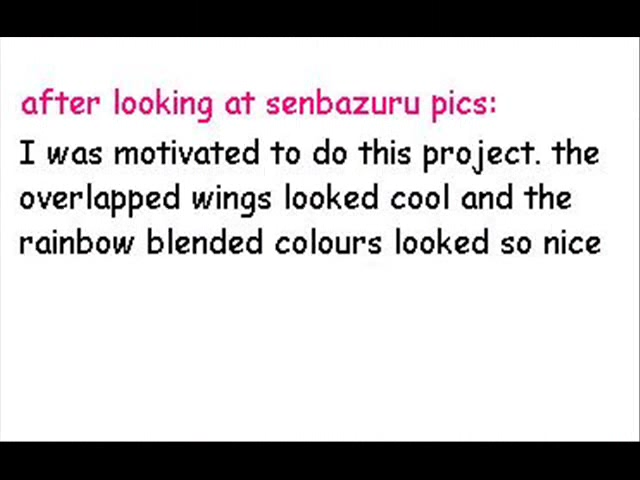 after looking at senbazuru pics:
I was motivated to do this project. the
overlapped wings looked cool and the
rainbow blended colours looked so nice